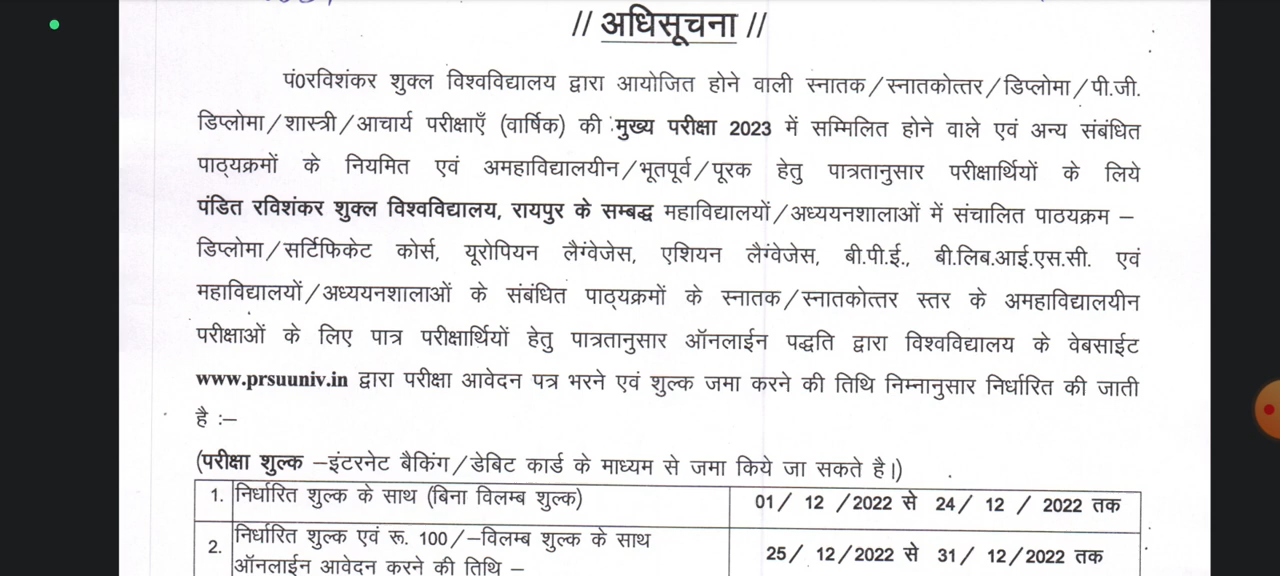 // अधिसूचना //
पं0रविशंकर शुक्ल विश्वविद्यालय द्वारा आयोजित होने वाली स्नातक/स्नातकोत्तर/डिप्लोमा/पी.जी.
डिप्लोमा/शास्त्री/आचार्य परीक्षाएँ (वार्षिक) की मुख्य परीक्षा 2023 में सम्मिलित होने वाले एवं अन्य संबंधित
पाठ्यक्रमों के नियमित एवं अमहाविद्यालयीन/भूतपूर्व/पूरक हेतु पात्रतानुसार परीक्षार्थियों के लिये
पंडित रविशंकर शुक्ल विश्वविद्यालय, रायपुर के सम्बद्ध महाविद्यालयों/अध्ययनशालाओं में संचालित पाठयक्रम –
डिप्लोमा/सर्टिफिकेट कोर्स, यूरोपियन लैंग्वेजेस, एशियन लैग्वेजेस, बी.पी.ई., बी.लिब.आई.एस.सी. एवं
महाविद्यालयों/अध्ययनशालाओं के संबंधित पाठ्यक्रमों के स्नातक/स्नातकोत्तर स्तर के अमहाविद्यालयीन
परीक्षाओं के लिए पात्र परीक्षार्थियों हेतु पात्रतानुसार ऑनलाईन पद्धति द्वारा विश्वविद्यालय के वेबसाईट
www.prsuuniv.in द्वारा परीक्षा आवेदन पत्र भरने एवं शुल्क जमा करने की तिथि निम्नानुसार निर्धारित की जाती
है :–
(परीक्षा शुल्क –इंटरनेट बैकिंग/डेबिट कार्ड के माध्यम से जमा किये जा सकते है।)
1. निर्धारित शुल्क के साथ (बिना विलम्ब शुल्क) 01/ 12 /2022 से 24/ 12 / 2022 तक
2. निर्धारित शुल्क एवं रू. 100/–विलम्ब शुल्क के साथ 25/ 12/2022 से 31/ 12/2022 तक
ऑनलाईन आवेदन करने की तिथि –